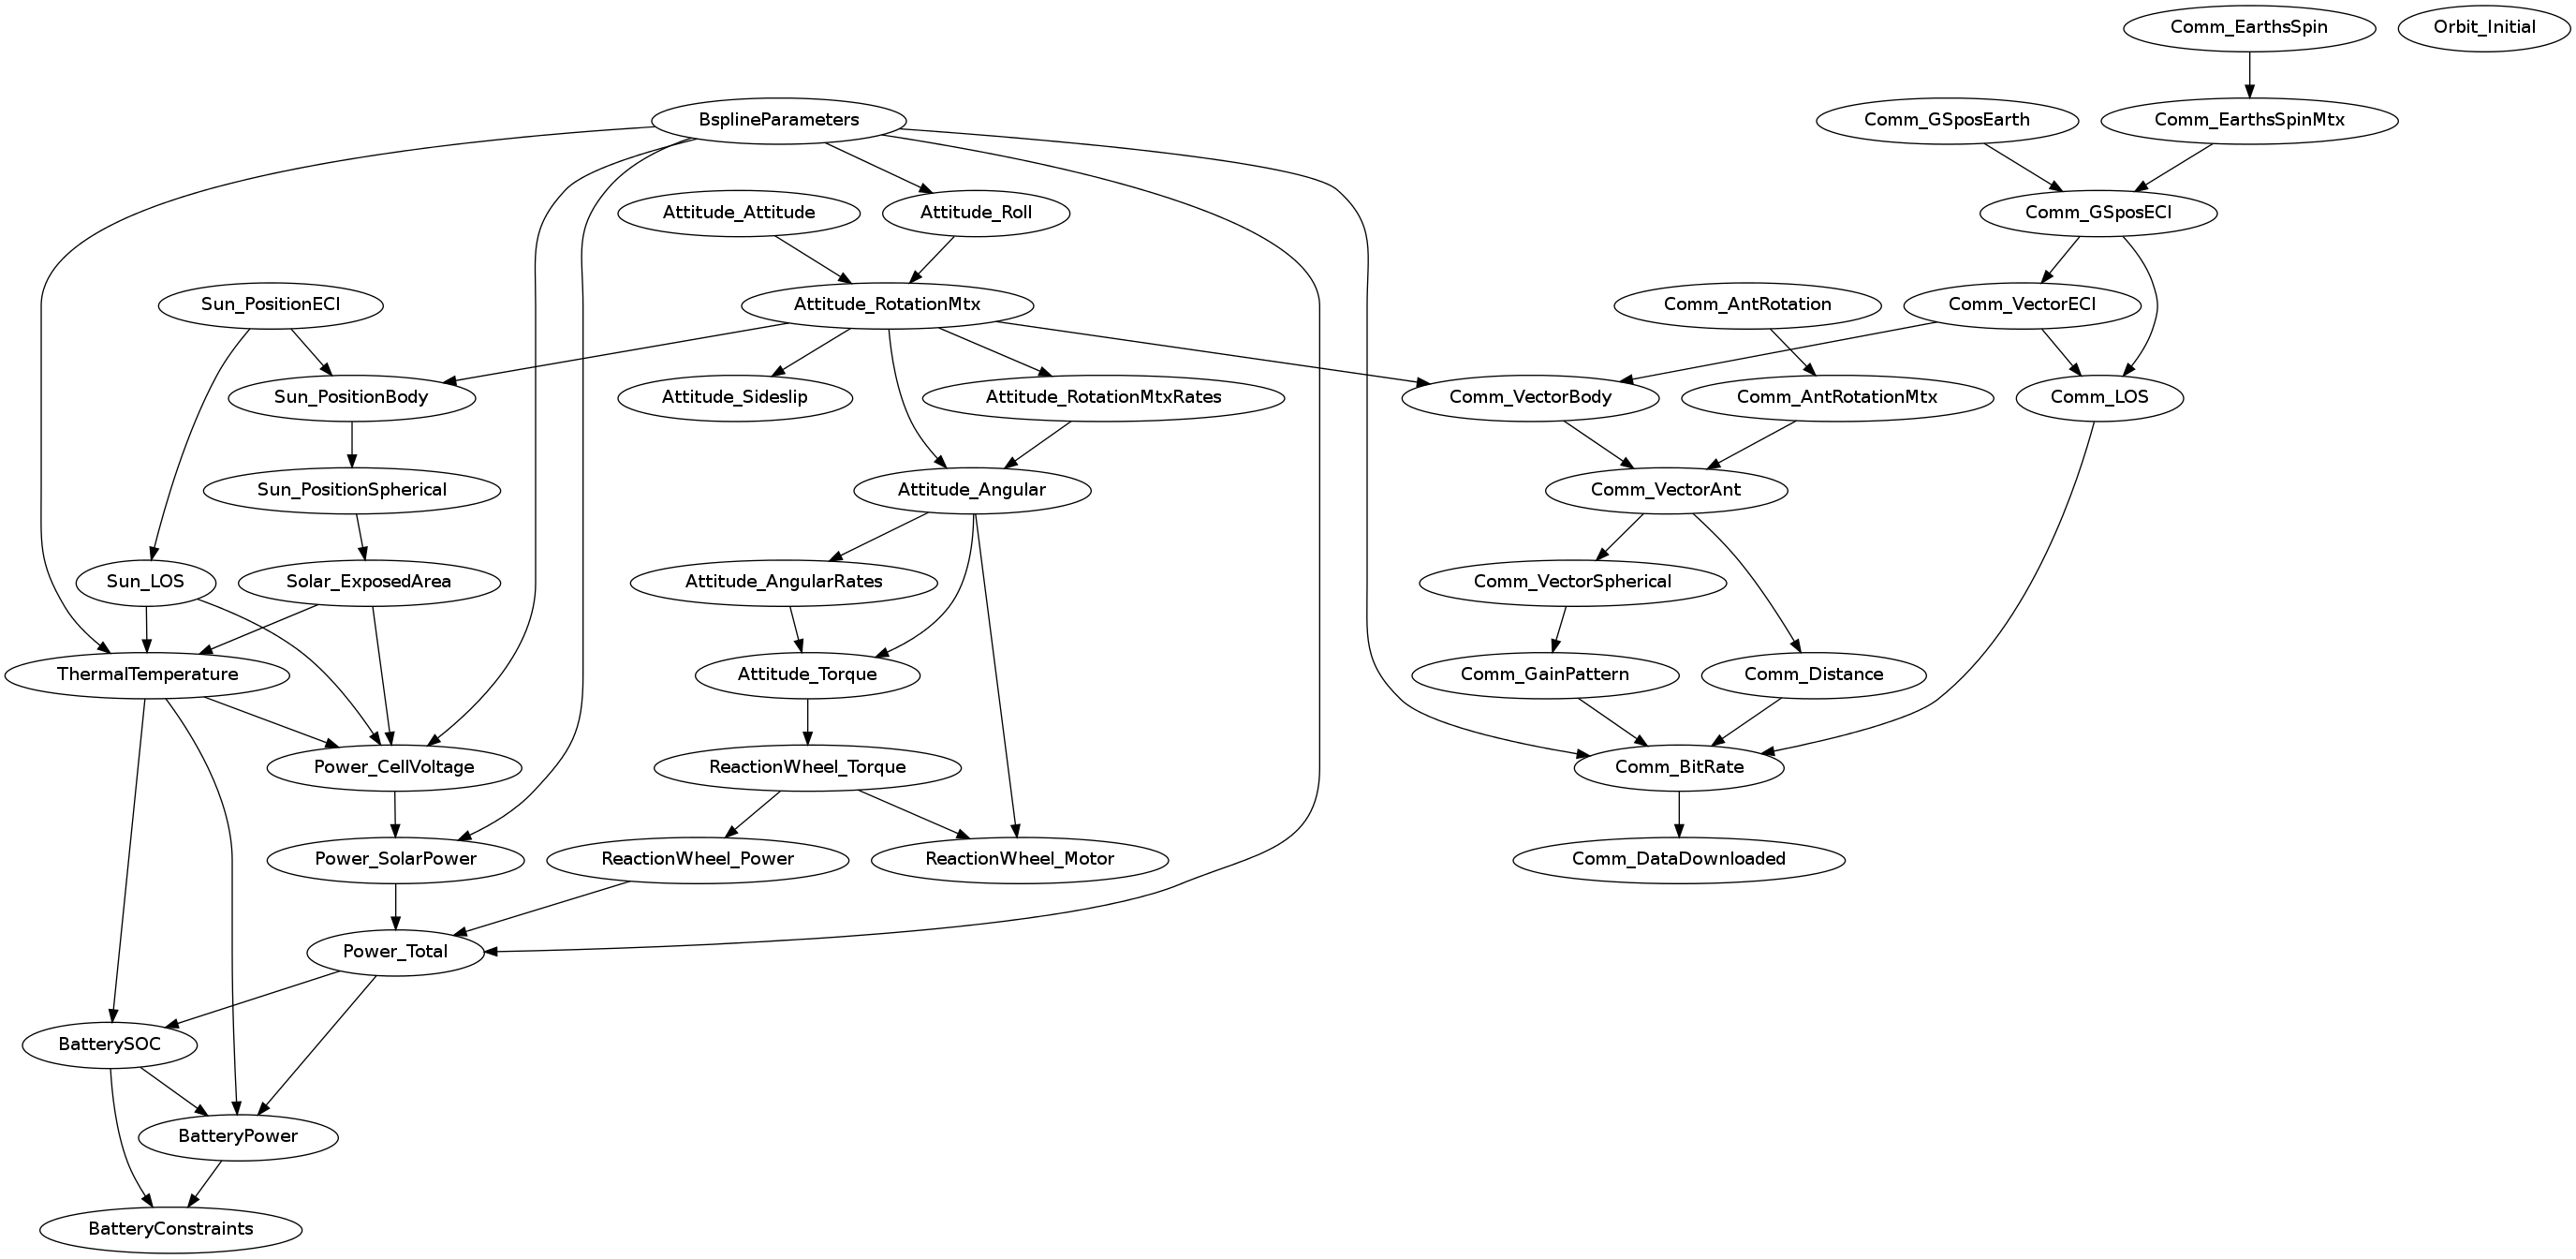 Comm_EarthsSpin
Orbit_Initial
BsplineParameters
Comm_GSposEarth
Comm_EarthsSpinMtx
Attitude_Attitude
Attitude_Roll
Comm_GSposECI
Sun_PositionECI
Attitude_RotationMtx
Comm_AntRotation
Comm_VectorECI
Sun_PositionBody
Attitude_Sideslip
Attitude_RotationMtxRates
Comm_VectorBody
Comm_AntRotationMtx
Comm_LOS
Sun_PositionSpherical
Attitude_Angular
Comm_VectorAnt
Sun_LOS
Solar_ExposedArea
Attitude_AngularRates
Comm_VectorSpherical
ThermalTemperature
Attitude_Torque
Comm_GainPattern
Comm_Distance
Power_CellVoltage
ReactionWheel_Torque
Comm_BitRate
Power_SolarPower
ReactionWheel_Power
ReactionWheel_Motor
Comm_DataDownloaded
Power_Total
BatterySOC
BatteryPower
BatteryConstraints